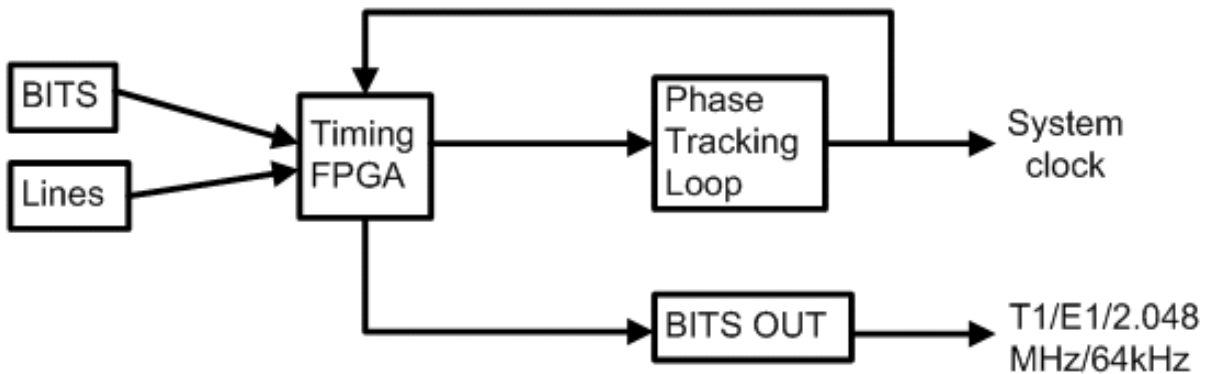 BITS
Lines
Timing
FPGA
Phase
Tracking
Loop
System
clock
BITS OUT
T1/E1/2.048
MHz/64kHz